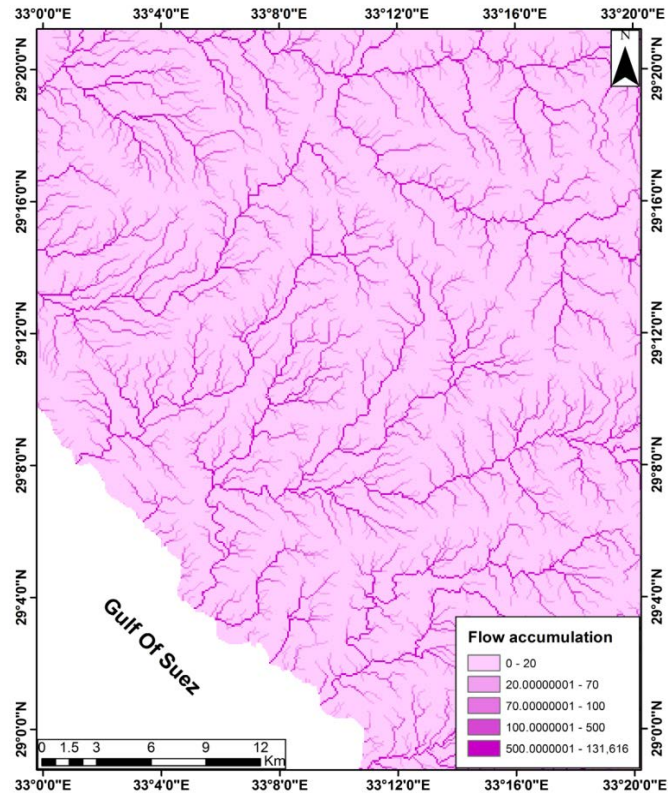 33°0'0"E 33°4'0"E 33°8'0"E 33°12'0"E 33°16'0"E 33°20'0"E
N
29°20'0"N 29°20'0"N
29°16'0"N 29°16'0"N
29°12'0"N 29°12'0"N
29°8'0"N 29°8'0"N
29°4'0"N 29°4'0"N
Gulf Of Suez
29°0'0"N 29°0'0"N
Flow accumulation
0 - 20
20.00000001 - 70
70.00000001 - 100
100.0000001 - 500
500.0000001 - 131,616
0 1.5 3 6 9 12
Km
33°0'0"E 33°4'0"E 33°8'0"E 33°12'0"E 33°16'0"E 33°20'0"E